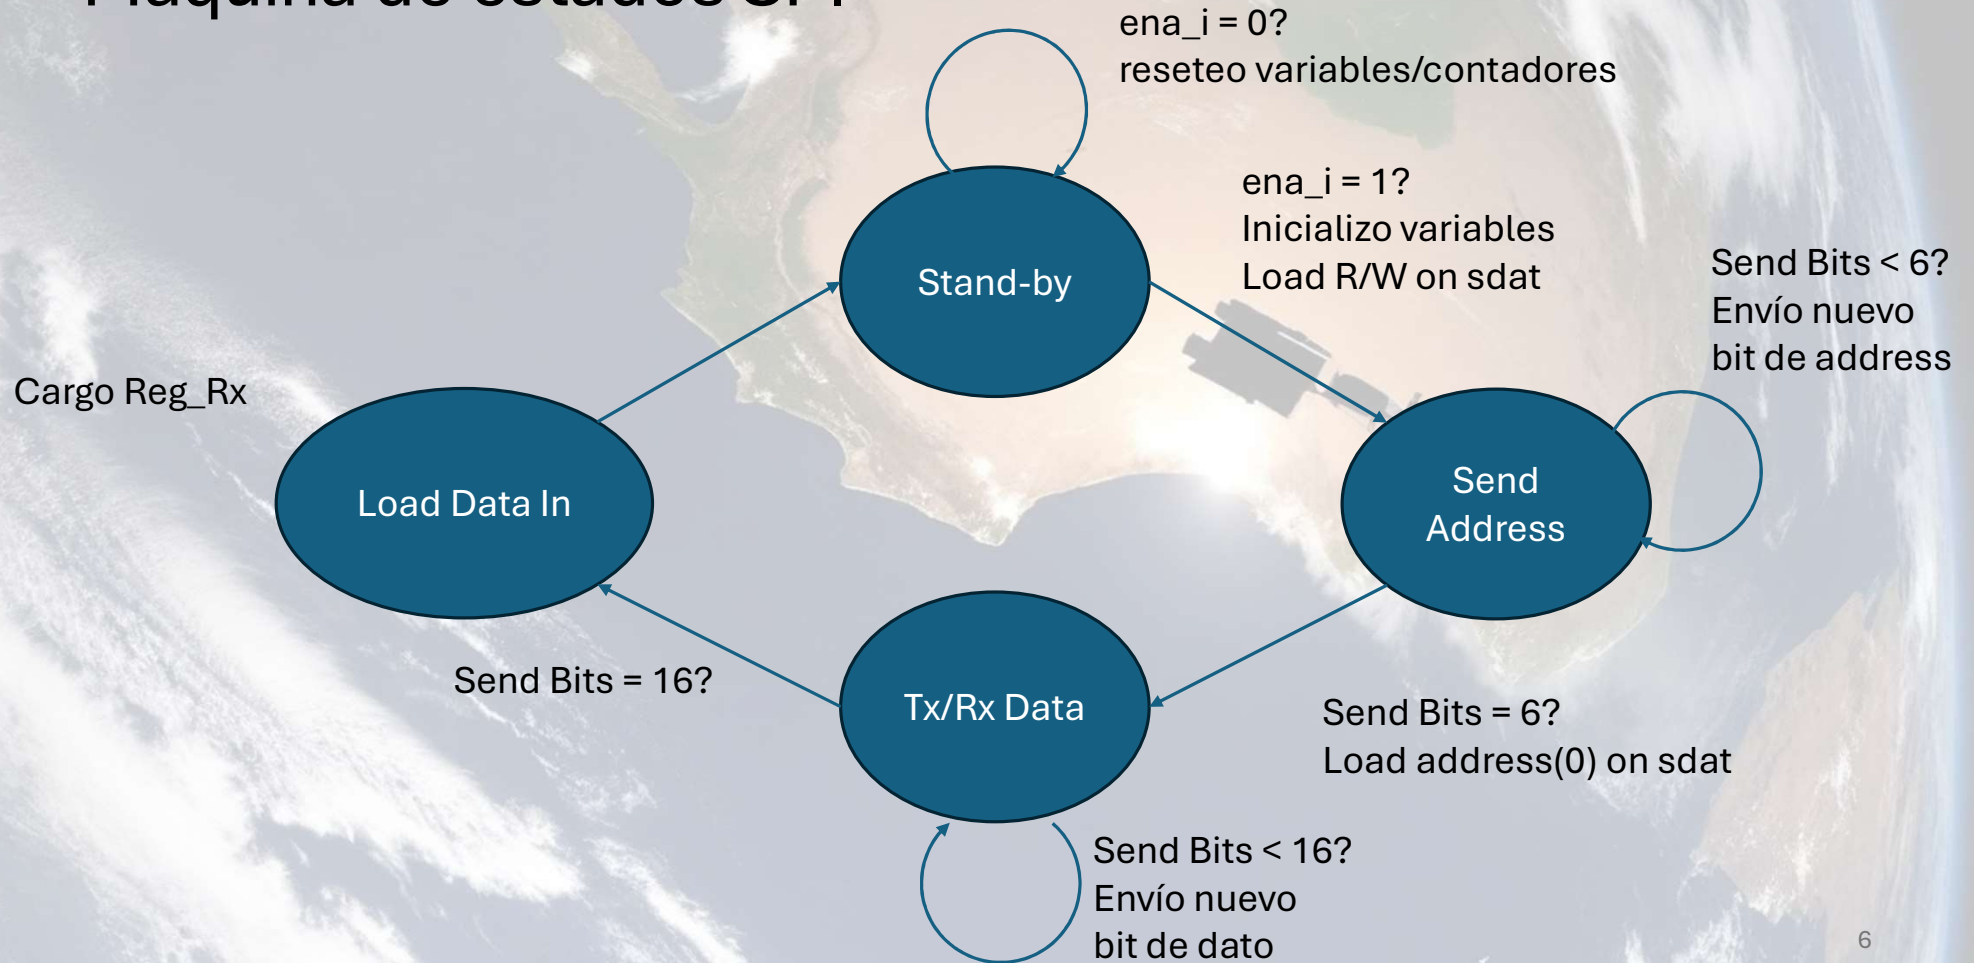 ena_i = 0?
reseteo variables/contadores
ena_i = 1?
Inicializo variables
Load R/W on sdat
Stand-by
Send Bits < 6?
Envío nuevo
bit de address
Cargo Reg_Rx
Load Data In
Send
Address
Send Bits = 16?
Tx/Rx Data
Send Bits = 6?
Load address(0) on sdat
Send Bits < 16?
Envío nuevo
bit de dato
6